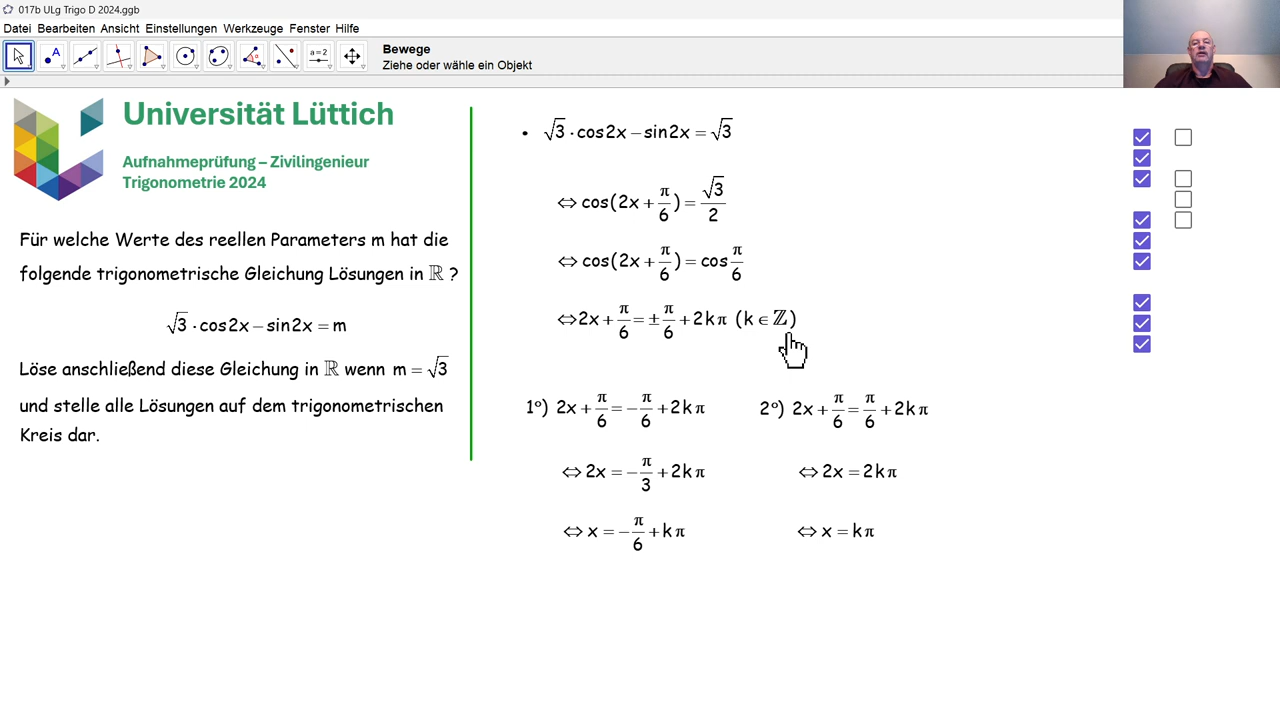 017b ULg Trigo D 2024.ggb
Datei Bearbeiten Ansicht Einstellungen Werkzeuge Fenster Hilfe
A
a=2
Bewege
Ziehe oder wähle ein Objekt
Universität Lüttich
Aufnahmeprüfung – Zivilingenieur
Trigonometrie 2024
Für welche Werte des reellen Parameters m hat die
folgende trigonometrische Gleichung Lösungen in ℝ ?
√3 · cos2x – sin2x = m
Löse anschließend diese Gleichung in ℝ wenn m = √3
und stelle alle Lösungen auf dem trigonometrischen
Kreis dar.
• √3 · cos2x – sin2x = √3
⇔ cos(2x + π/6) = √3/2
⇔ cos(2x + π/6) = cos π/6
⇔ 2x + π/6 = ± π/6 + 2kπ (k ∈ ℤ)
1°) 2x + π/6 = – π/6 + 2kπ
⇔ 2x = – π/3 + 2kπ
⇔ x = – π/6 + kπ
2°) 2x + π/6 = π/6 + 2kπ
⇔ 2x = 2kπ
⇔ x = kπ